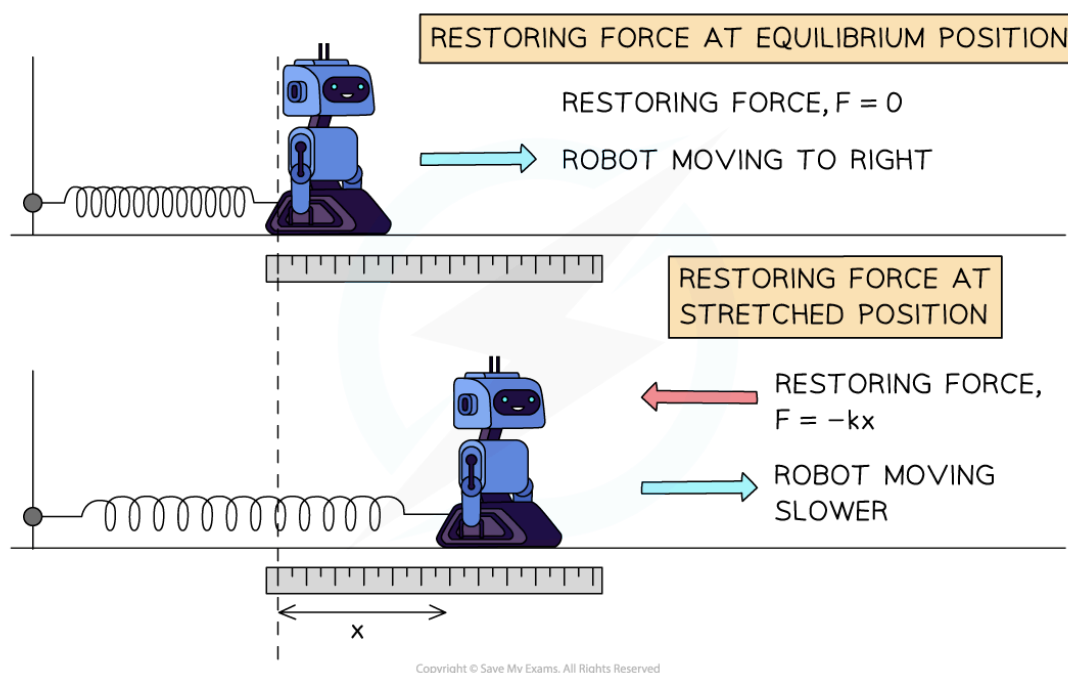 RESTORING FORCE AT EQUILIBRIUM POSITION
RESTORING FORCE, F = 0
ROBOT MOVING TO RIGHT
RESTORING FORCE AT
STRETCHED POSITION
RESTORING FORCE,
F = −kx
ROBOT MOVING
SLOWER
x
Copyright © Save My Exams. All Rights Reserved